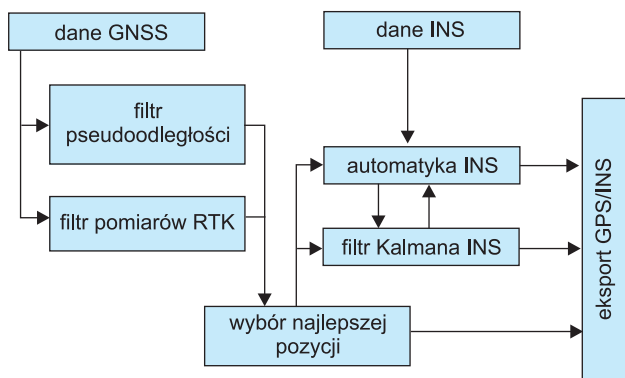 dane GNSS
dane INS
filtr
pseudoodległości
automatyka INS
filtr pomiarów RTK
filtr Kalmana INS
wybór najlepszej
pozycji
eksport GPS/INS